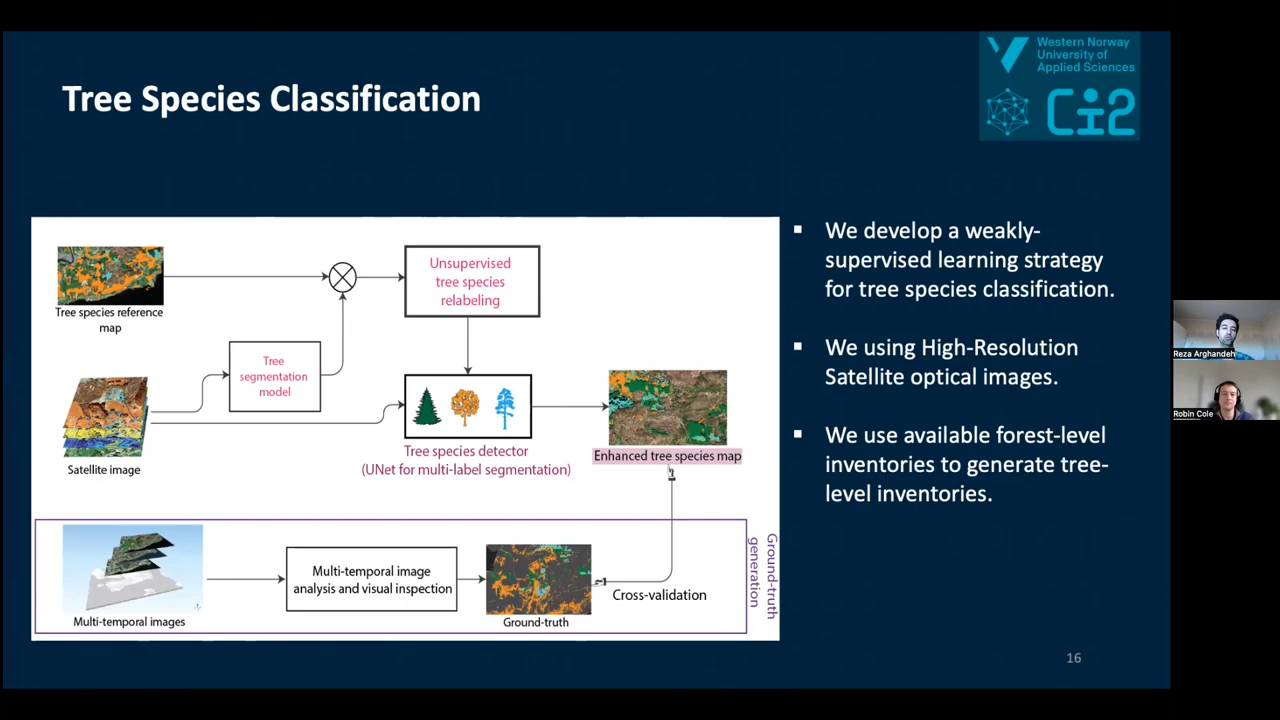 Western Norway
University of
Applied Sciences
Ci2
Tree Species Classification
Tree species reference
map
Unsupervised
tree species
relabeling
Tree
segmentation
model
Satellite image
Tree species detector
(UNet for multi-label segmentation)
Enhanced tree species map
Multi-temporal images
Multi-temporal image
analysis and visual inspection
Ground-truth
Cross-validation
Ground-truth
generation
We develop a weakly-
supervised learning strategy
for tree species classification.
We using High-Resolution
Satellite optical images.
We use available forest-level
inventories to generate tree-
level inventories.
16
Reza Arghandeh
Robin Cole